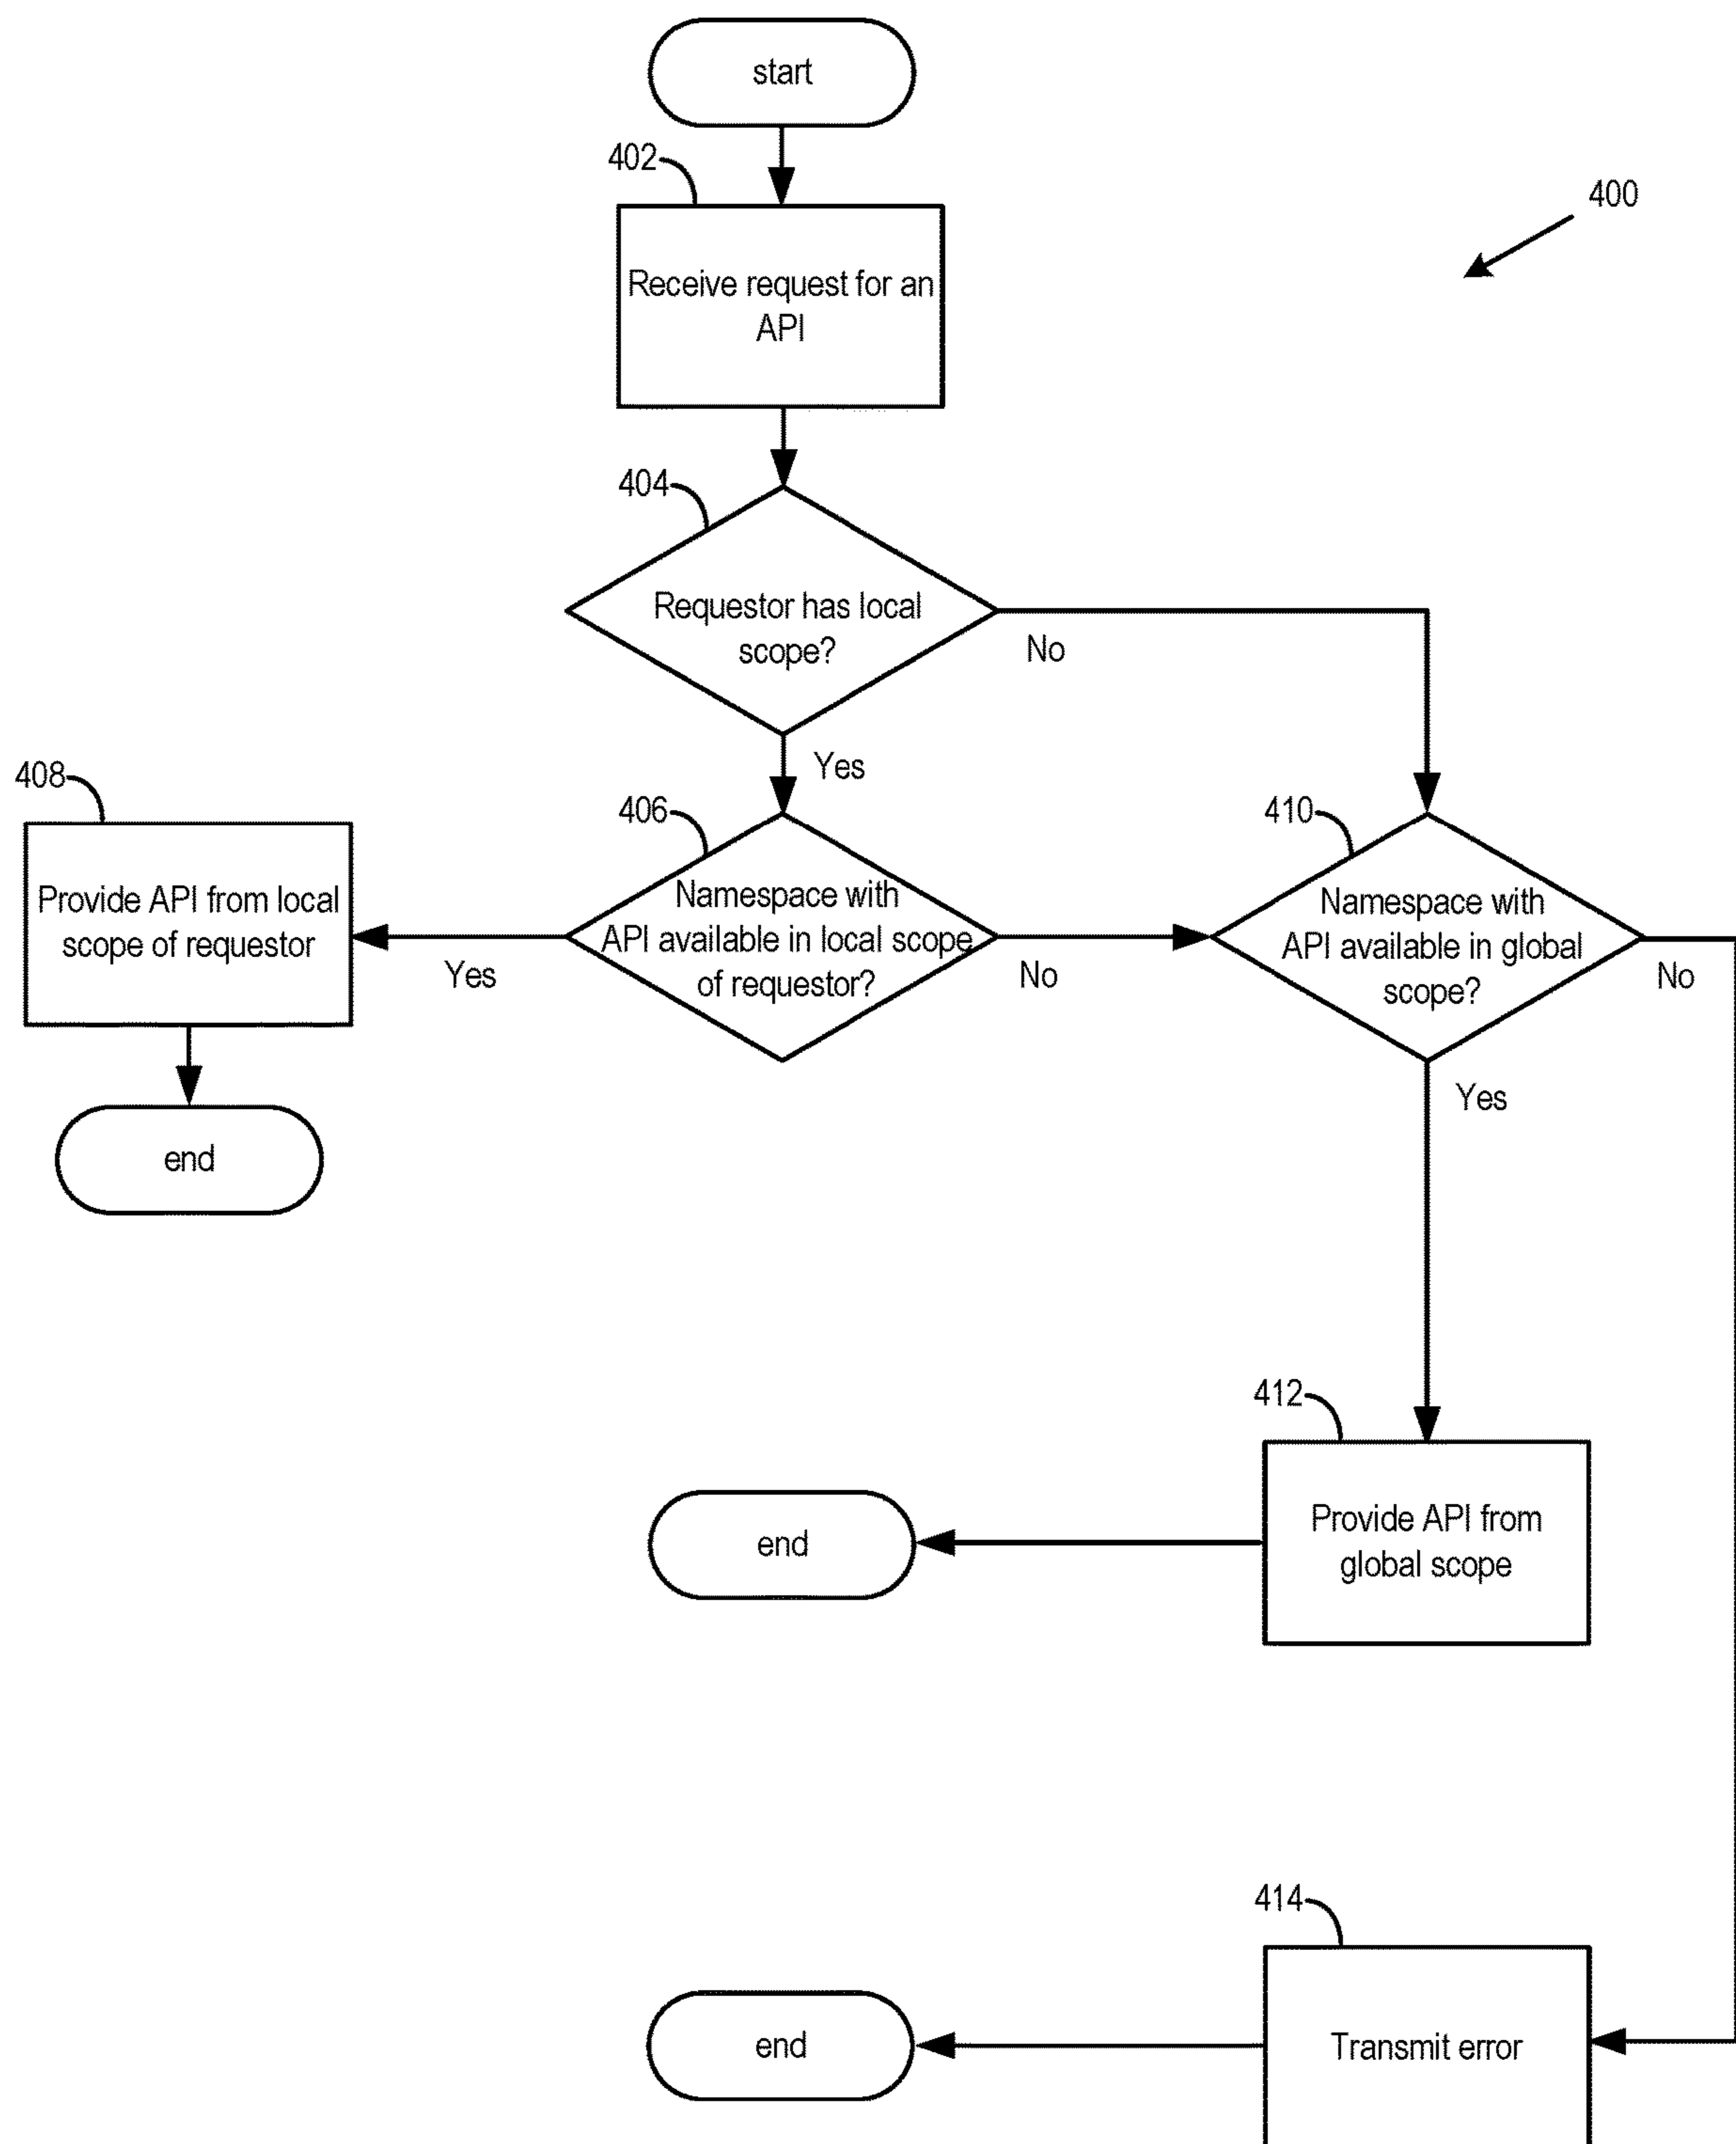 start
402
400
Receive request for an
API
404
Requestor has local
scope?
No
Yes
408
406
410
Provide API from local
scope of requestor
Namespace with
API available in local scope
of requestor?
Namespace with
API available in global
scope?
Yes
No
No
Yes
end
412
Provide API from
global scope
end
414
Transmit error
end